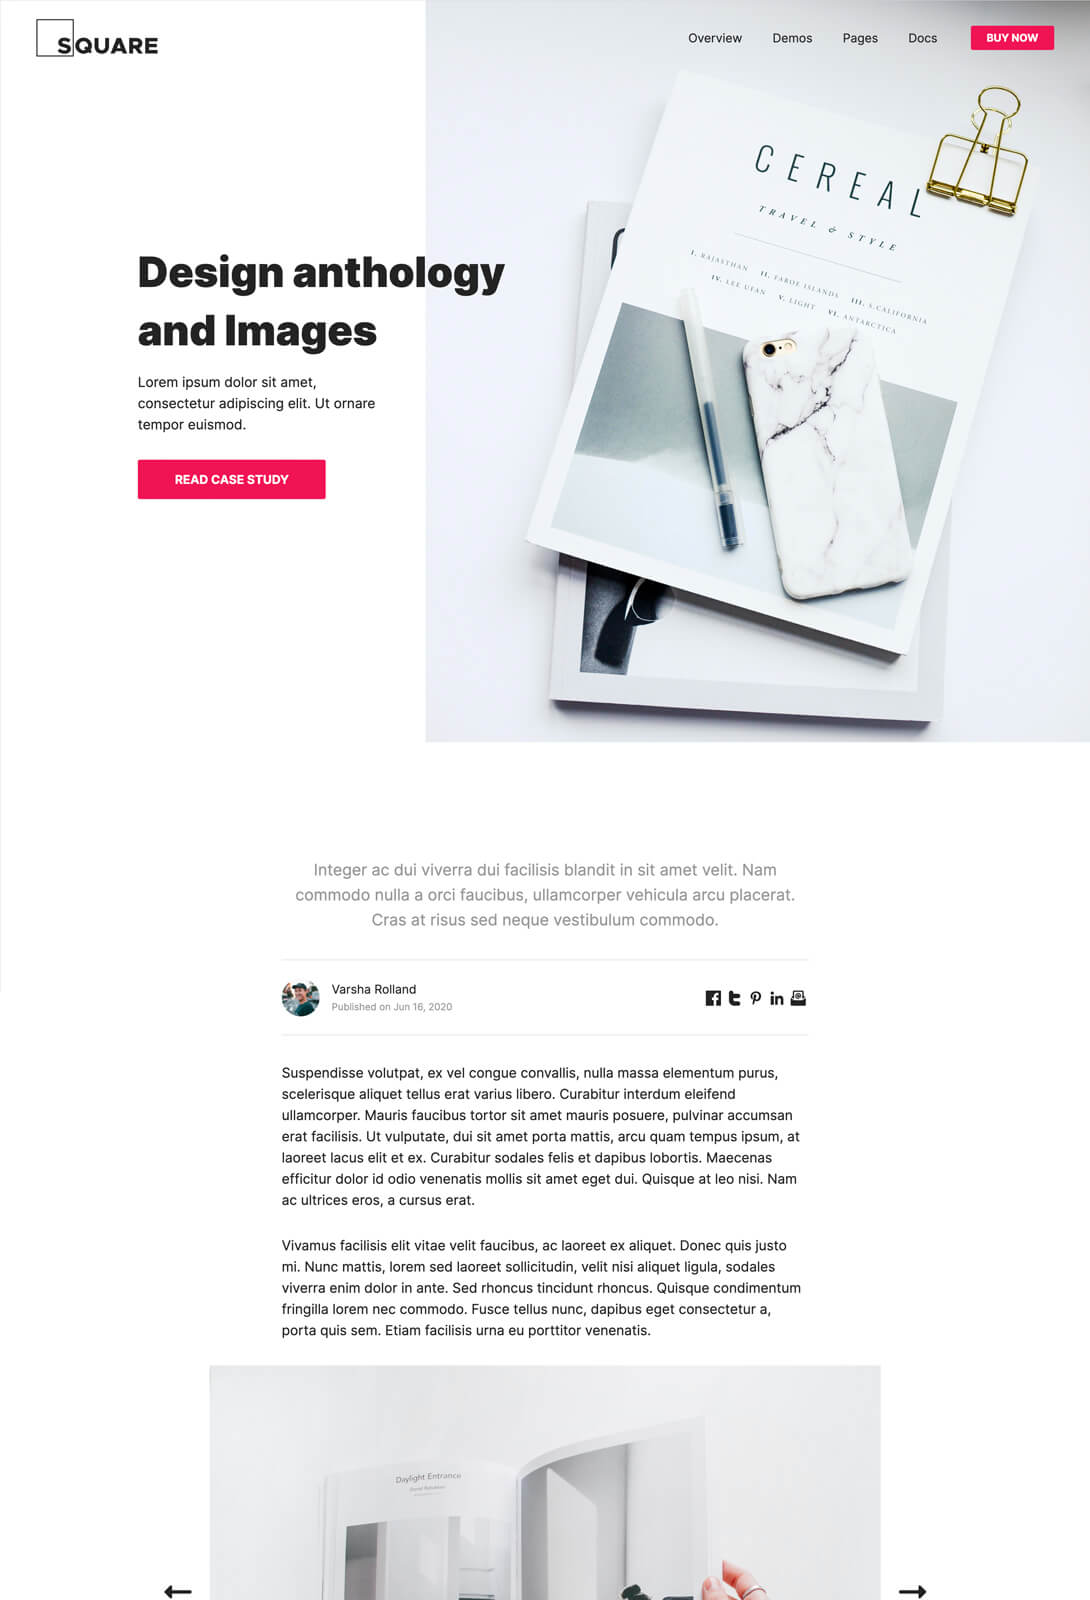 SQUARE
Overview Demos Pages Docs BUY NOW
CEREAL
TRAVEL & STYLE
I. RAJASTHAN II. FAROE ISLANDS III. S.CALIFORNIA
IV. LEE UFAN V. LIGHT VI. ANTARCTICA
Design anthology
and Images
Lorem ipsum dolor sit amet,
consectetur adipiscing elit. Ut ornare
tempor euismod.
READ CASE STUDY
Integer ac dui viverra dui facilisis blandit in sit amet velit. Nam
commodo nulla a orci faucibus, ullamcorper vehicula arcu placerat.
Cras at risus sed neque vestibulum commodo.
Varsha Rolland
Published on Jun 16, 2020
Suspendisse volutpat, ex vel congue convallis, nulla massa elementum purus,
scelerisque aliquet tellus erat varius libero. Curabitur interdum eleifend
ullamcorper. Mauris faucibus tortor sit amet mauris posuere, pulvinar accumsan
erat facilisis. Ut vulputate, dui sit amet porta mattis, arcu quam tempus ipsum, at
laoreet lacus elit et ex. Curabitur sodales felis et dapibus lobortis. Maecenas
efficitur dolor id odio venenatis mollis sit amet eget dui. Quisque at leo nisi. Nam
ac ultrices eros, a cursus erat.
Vivamus facilisis elit vitae velit faucibus, ac laoreet ex aliquet. Donec quis justo
mi. Nunc mattis, lorem sed laoreet sollicitudin, velit nisi aliquet ligula, sodales
viverra enim dolor in ante. Sed rhoncus tincidunt rhoncus. Quisque condimentum
fringilla lorem nec commodo. Fusce tellus nunc, dapibus eget consectetur a,
porta quis sem. Etiam facilisis urna eu porttitor venenatis.
Daylight Entrance